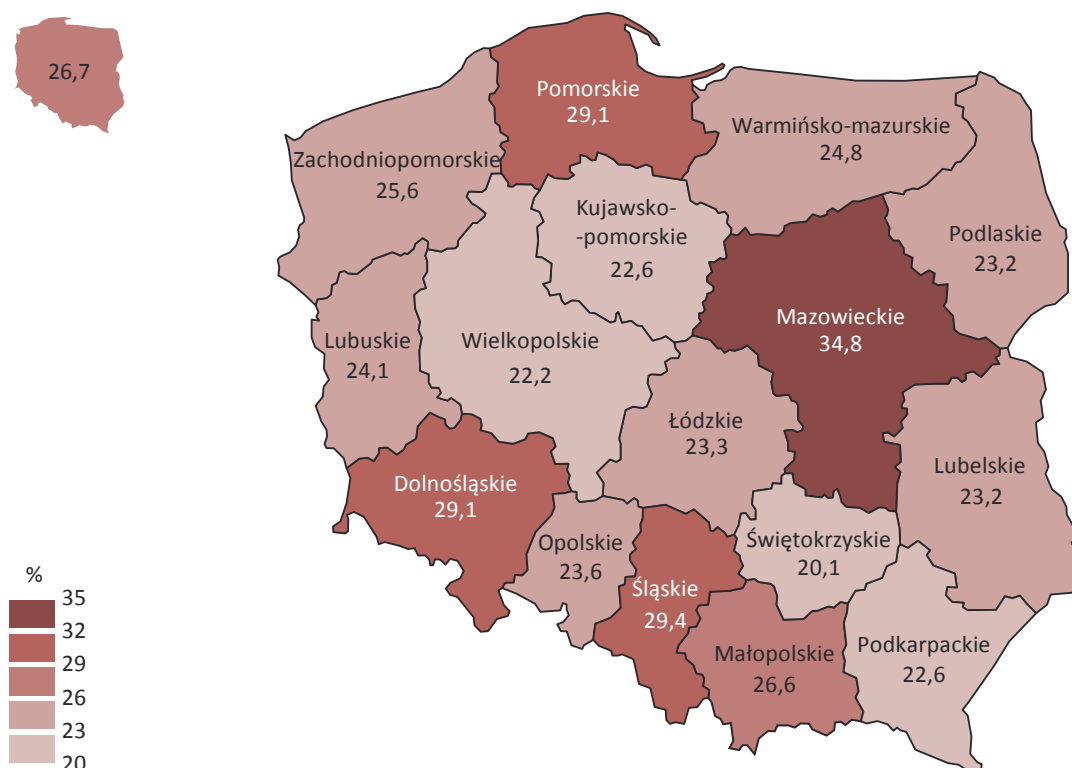 26,7
Pomorskie
29,1
Warmińsko-mazurskie
24,8
Zachodniopomorskie
25,6
Kujawsko-
-pomorskie
22,6
Podlaskie
23,2
Mazowieckie
34,8
Lubuskie
24,1
Wielkopolskie
22,2
Łódzkie
23,3
Lubelskie
23,2
Dolnośląskie
29,1
Opolskie
23,6
Świętokrzyskie
20,1
Śląskie
29,4
Małopolskie
26,6
Podkarpackie
22,6
%
35
32
29
26
23
20